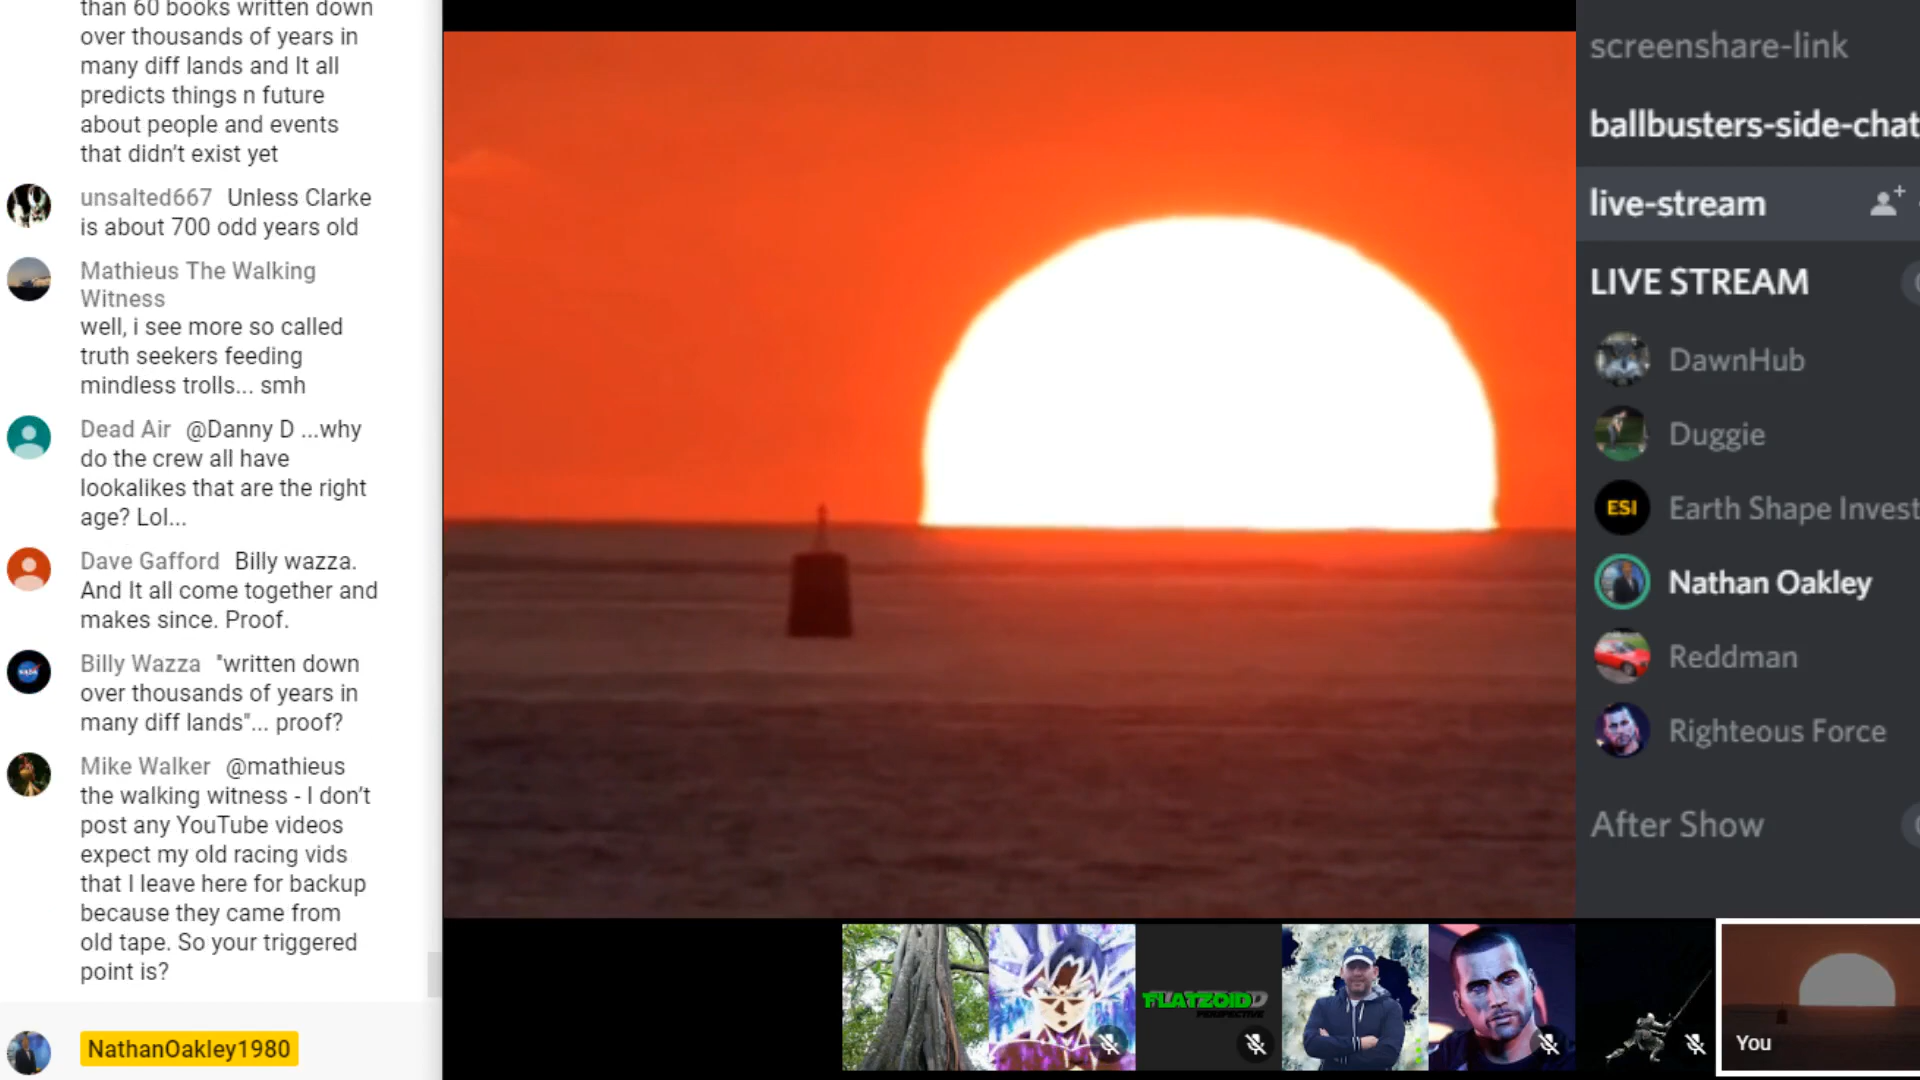 than 60 books written down
over thousands of years in
many diff lands and It all
predicts things n future
about people and events
that didn't exist yet
unsalted667 Unless Clarke
is about 700 odd years old
Mathieus The Walking
Witness
well, i see more so called
truth seekers feeding
mindless trolls... smh
Dead Air @Danny D ...why
do the crew all have
lookalikes that are the right
age? Lol...
Dave Gafford Billy wazza.
And It all come together and
makes since. Proof.
Billy Wazza "written down
over thousands of years in
many diff lands"... proof?
Mike Walker @mathieus
the walking witness - I don't
post any YouTube videos
expect my old racing vids
that I leave here for backup
because they came from
old tape. So your triggered
point is?
NathanOakley1980
screenshare-link
ballbusters-side-chat
live-stream
LIVE STREAM
DawnHub
Duggie
ESI
Earth Shape Invest
Nathan Oakley
Reddman
Righteous Force
After Show
FLATZOIDD
PERSPECTIVE
You